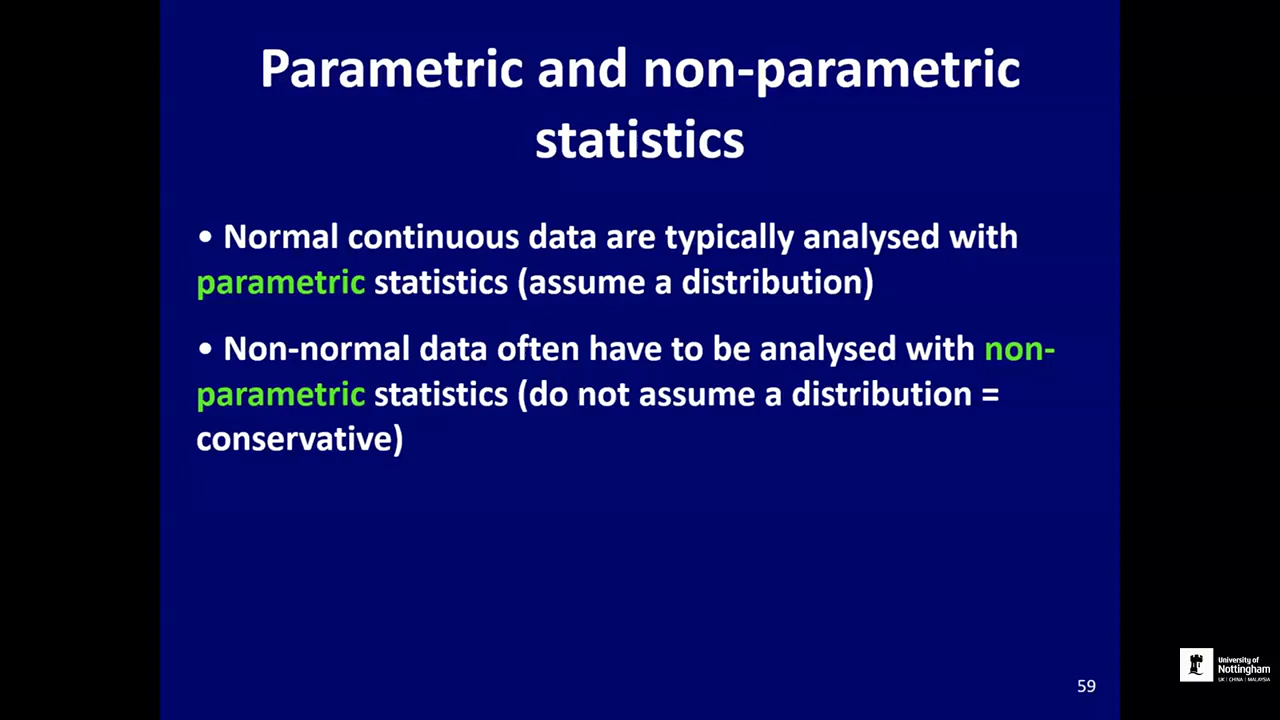 Parametric and non-parametric
statistics
• Normal continuous data are typically analysed with
parametric statistics (assume a distribution)
• Non-normal data often have to be analysed with non-
parametric statistics (do not assume a distribution =
conservative)
59
University of
Nottingham
UK | CHINA | MALAYSIA